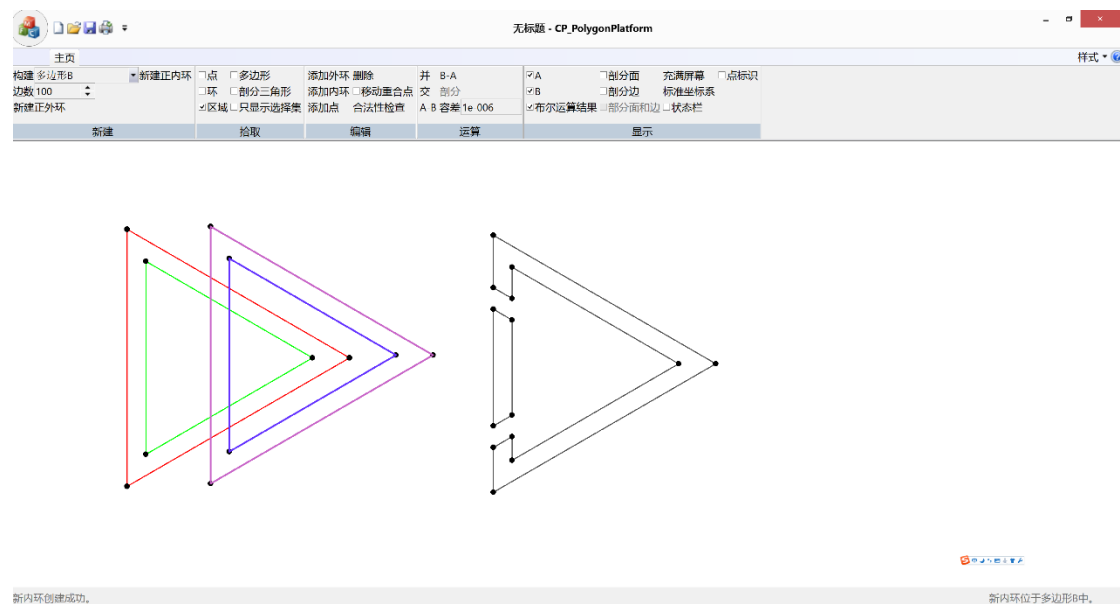 无标题 - CP_PolygonPlatform
主页
样式
构建 多边形B 新建正内环 点 多边形 添加外环 删除 并 B-A A 剖分面 充满屏幕 点标识
边数 100 环 剖分三角形 添加内环 移动重合点 交 剖分 B 剖分边 标准坐标系
新建正外环 区域 只显示选择集 添加点 合法性检查 A B 容差 1e-006 布尔运算结果 部分面和边 状态栏
新建 拾取 编辑 运算 显示
新内环创建成功。 新内环位于多边形B中。